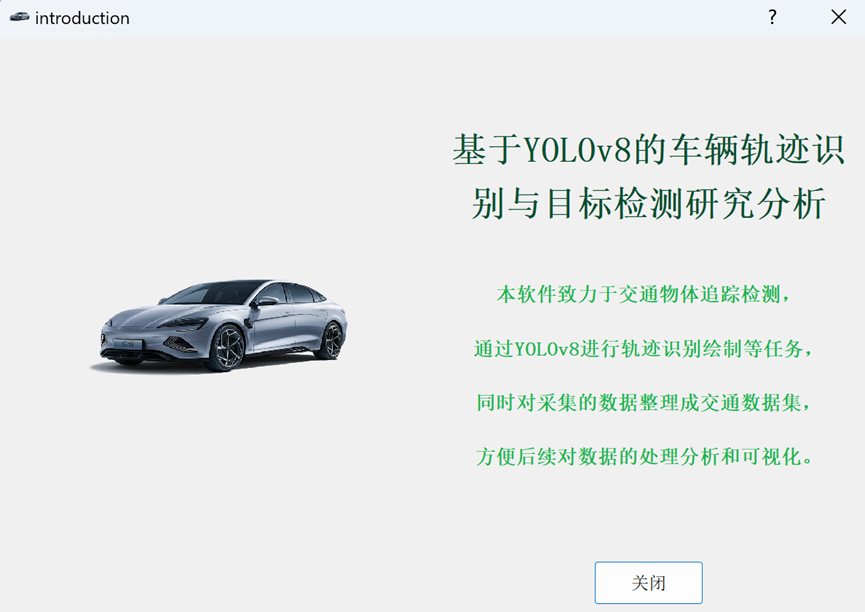 introduction
?
基于YOLOv8的车辆轨迹识
别与目标检测研究分析
本软件致力于交通物体追踪检测，
通过YOLOv8进行轨迹识别绘制等任务，
同时对采集的数据整理成交通数据集，
方便后续对数据的处理分析和可视化。
关闭